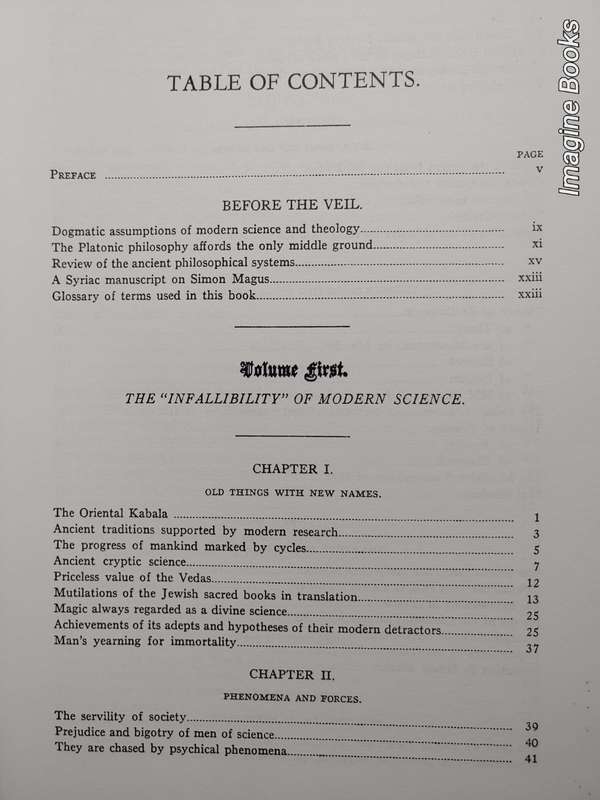 Imagine Books
TABLE OF CONTENTS.
PAGE
PREFACE ........ v
BEFORE THE VEIL.
Dogmatic assumptions of modern science and theology........ ix
The Platonic philosophy affords the only middle ground........ xi
Review of the ancient philosophical systems........ xv
A Syriac manuscript on Simon Magus........ xxiii
Glossary of terms used in this book........ xxiii
Volume First.
THE “INFALLIBILITY” OF MODERN SCIENCE.
CHAPTER I.
OLD THINGS WITH NEW NAMES.
The Oriental Kabala ........ 1
Ancient traditions supported by modern research........ 3
The progress of mankind marked by cycles........ 5
Ancient cryptic science........ 7
Priceless value of the Vedas........ 12
Mutilations of the Jewish sacred books in translation........ 13
Magic always regarded as a divine science........ 25
Achievements of its adepts and hypotheses of their modern detractors........ 25
Man's yearning for immortality........ 37
CHAPTER II.
PHENOMENA AND FORCES.
The servility of society........ 39
Prejudice and bigotry of men of science........ 40
They are chased by psychical phenomena........ 41